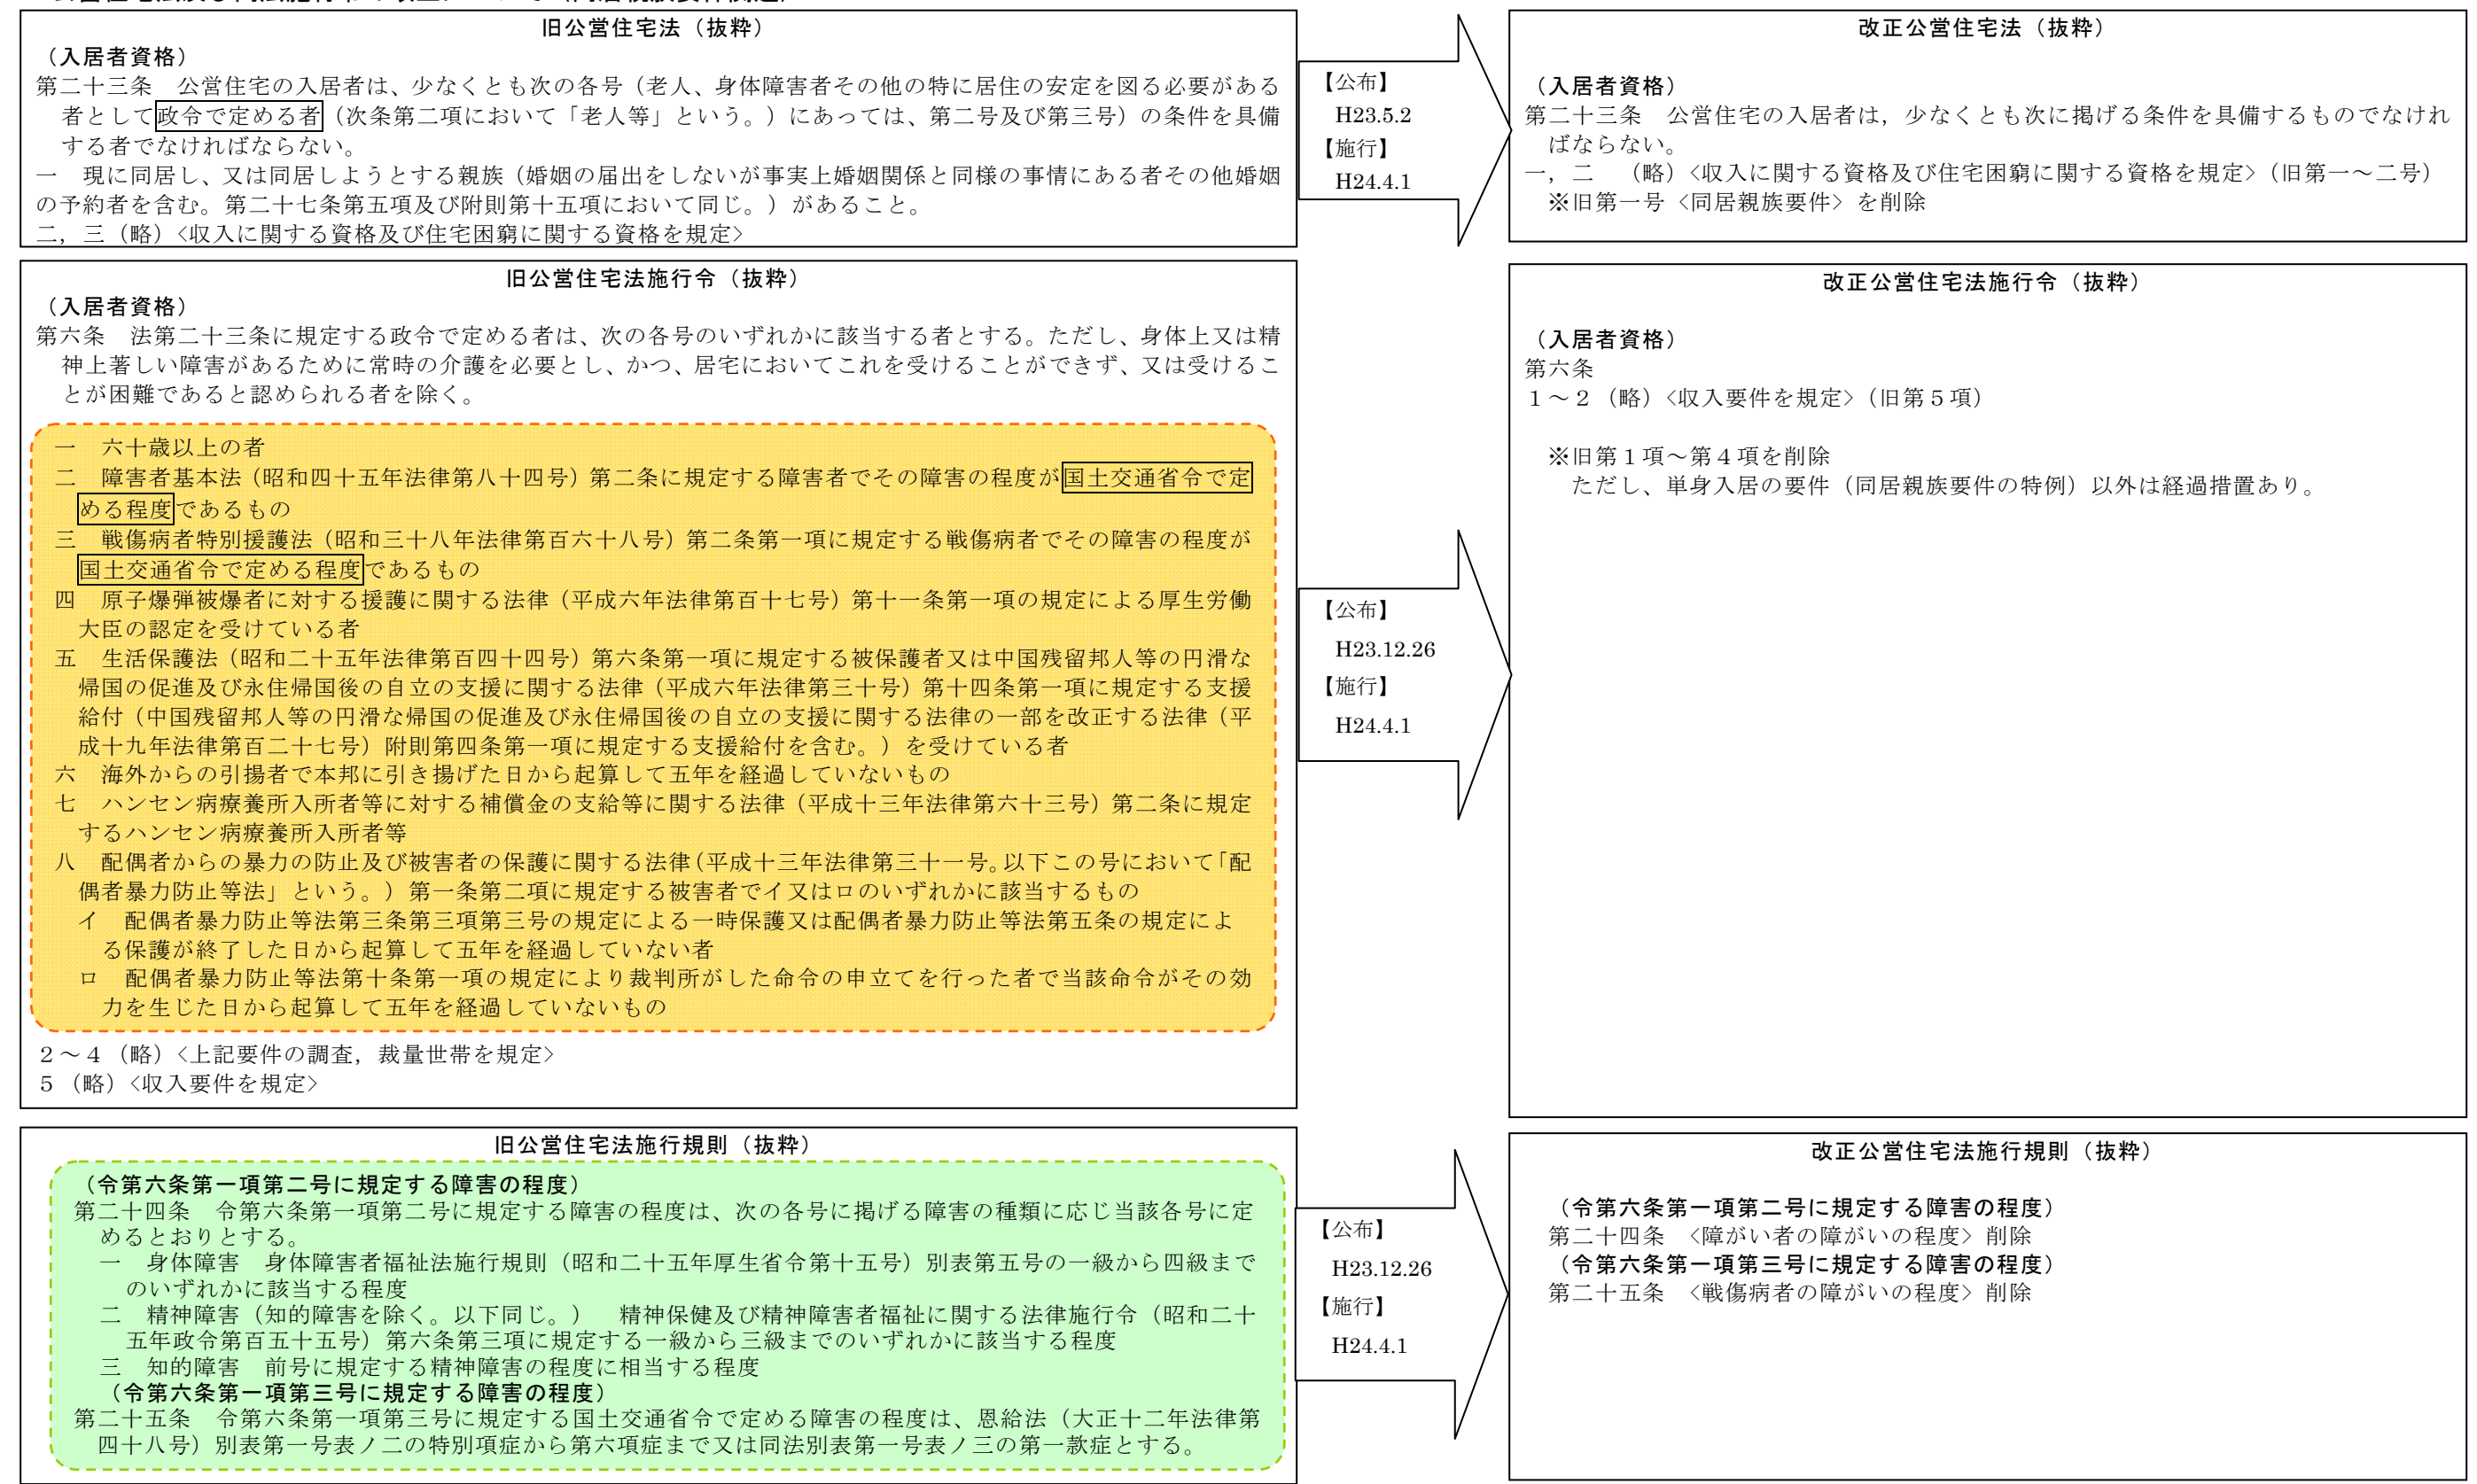 旧公営住宅法（抜粋）
（入居者資格）
第二十三条　公営住宅の入居者は、少なくとも次の各号（老人、身体障害者その他の特に居住の安定を図る必要がある
者として政令で定める者（次条第二項において「老人等」という。）にあっては、第二号及び第三号）の条件を具備
する者でなければならない。
一　現に同居し、又は同居しようとする親族（婚姻の届出をしないが事実上婚姻関係と同様の事情にある者その他婚姻
の予約者を含む。第二十七条第五項及び附則第十五項において同じ。）があること。
二，三（略）〈収入に関する資格及び住宅困窮に関する資格を規定〉
【公布】
H23.5.2
【施行】
H24.4.1
改正公営住宅法（抜粋）
（入居者資格）
第二十三条　公営住宅の入居者は，少なくとも次に掲げる条件を具備するものでなけれ
ばならない。
一，二　（略）〈収入に関する資格及び住宅困窮に関する資格を規定〉（旧第一～二号）
※旧第一号〈同居親族要件〉を削除
旧公営住宅法施行令（抜粋）
（入居者資格）
第六条　法第二十三条に規定する政令で定める者は、次の各号のいずれかに該当する者とする。ただし、身体上又は精
神上著しい障害があるために常時の介護を必要とし、かつ、居宅においてこれを受けることができず、又は受けるこ
とが困難であると認められる者を除く。
一　六十歳以上の者
二　障害者基本法（昭和四十五年法律第八十四号）第二条に規定する障害者でその障害の程度が国土交通省令で定
める程度であるもの
三　戦傷病者特別援護法（昭和三十八年法律第百六十八号）第二条第一項に規定する戦傷病者でその障害の程度が
国土交通省令で定める程度であるもの
四　原子爆弾被爆者に対する援護に関する法律（平成六年法律第百十七号）第十一条第一項の規定による厚生労働
大臣の認定を受けている者
五　生活保護法（昭和二十五年法律第百四十四号）第六条第一項に規定する被保護者又は中国残留邦人等の円滑な
帰国の促進及び永住帰国後の自立の支援に関する法律（平成六年法律第三十号）第十四条第一項に規定する支援
給付（中国残留邦人等の円滑な帰国の促進及び永住帰国後の自立の支援に関する法律の一部を改正する法律（平
成十九年法律第百二十七号）附則第四条第一項に規定する支援給付を含む。）を受けている者
六　海外からの引揚者で本邦に引き揚げた日から起算して五年を経過していないもの
七　ハンセン病療養所入所者等に対する補償金の支給等に関する法律（平成十三年法律第六十三号）第二条に規定
するハンセン病療養所入所者等
八　配偶者からの暴力の防止及び被害者の保護に関する法律（平成十三年法律第三十一号。以下この号において「配
偶者暴力防止等法」という。）第一条第二項に規定する被害者でイ又はロのいずれかに該当するもの
イ　配偶者暴力防止等法第三条第三項第三号の規定による一時保護又は配偶者暴力防止等法第五条の規定によ
る保護が終了した日から起算して五年を経過していない者
ロ　配偶者暴力防止等法第十条第一項の規定により裁判所がした命令の申立てを行った者で当該命令がその効
力を生じた日から起算して五年を経過していないもの
２～４（略）〈上記要件の調査，裁量世帯を規定〉
５（略）〈収入要件を規定〉
【公布】
H23.12.26
【施行】
H24.4.1
改正公営住宅法施行令（抜粋）
（入居者資格）
第六条
１～２（略）〈収入要件を規定〉（旧第５項）
※旧第１項～第４項を削除
ただし、単身入居の要件（同居親族要件の特例）以外は経過措置あり。
旧公営住宅法施行規則（抜粋）
（令第六条第一項第二号に規定する障害の程度）
第二十四条　令第六条第一項第二号に規定する障害の程度は、次の各号に掲げる障害の種類に応じ当該各号に定
めるとおりとする。
一　身体障害　身体障害者福祉法施行規則（昭和二十五年厚生省令第十五号）別表第五号の一級から四級まで
のいずれかに該当する程度
二　精神障害（知的障害を除く。以下同じ。）　精神保健及び精神障害者福祉に関する法律施行令（昭和二十
五年政令第百五十五号）第六条第三項に規定する一級から三級までのいずれかに該当する程度
三　知的障害　前号に規定する精神障害の程度に相当する程度
（令第六条第一項第三号に規定する障害の程度）
第二十五条　令第六条第一項第三号に規定する国土交通省令で定める障害の程度は、恩給法（大正十二年法律第
四十八号）別表第一号表ノ二の特別項症から第六項症まで又は同法別表第一号表ノ三の第一款症とする。
【公布】
H23.12.26
【施行】
H24.4.1
改正公営住宅法施行規則（抜粋）
（令第六条第一項第二号に規定する障害の程度）
第二十四条　〈障がい者の障がいの程度〉削除
（令第六条第一項第三号に規定する障害の程度）
第二十五条　〈戦傷病者の障がいの程度〉削除